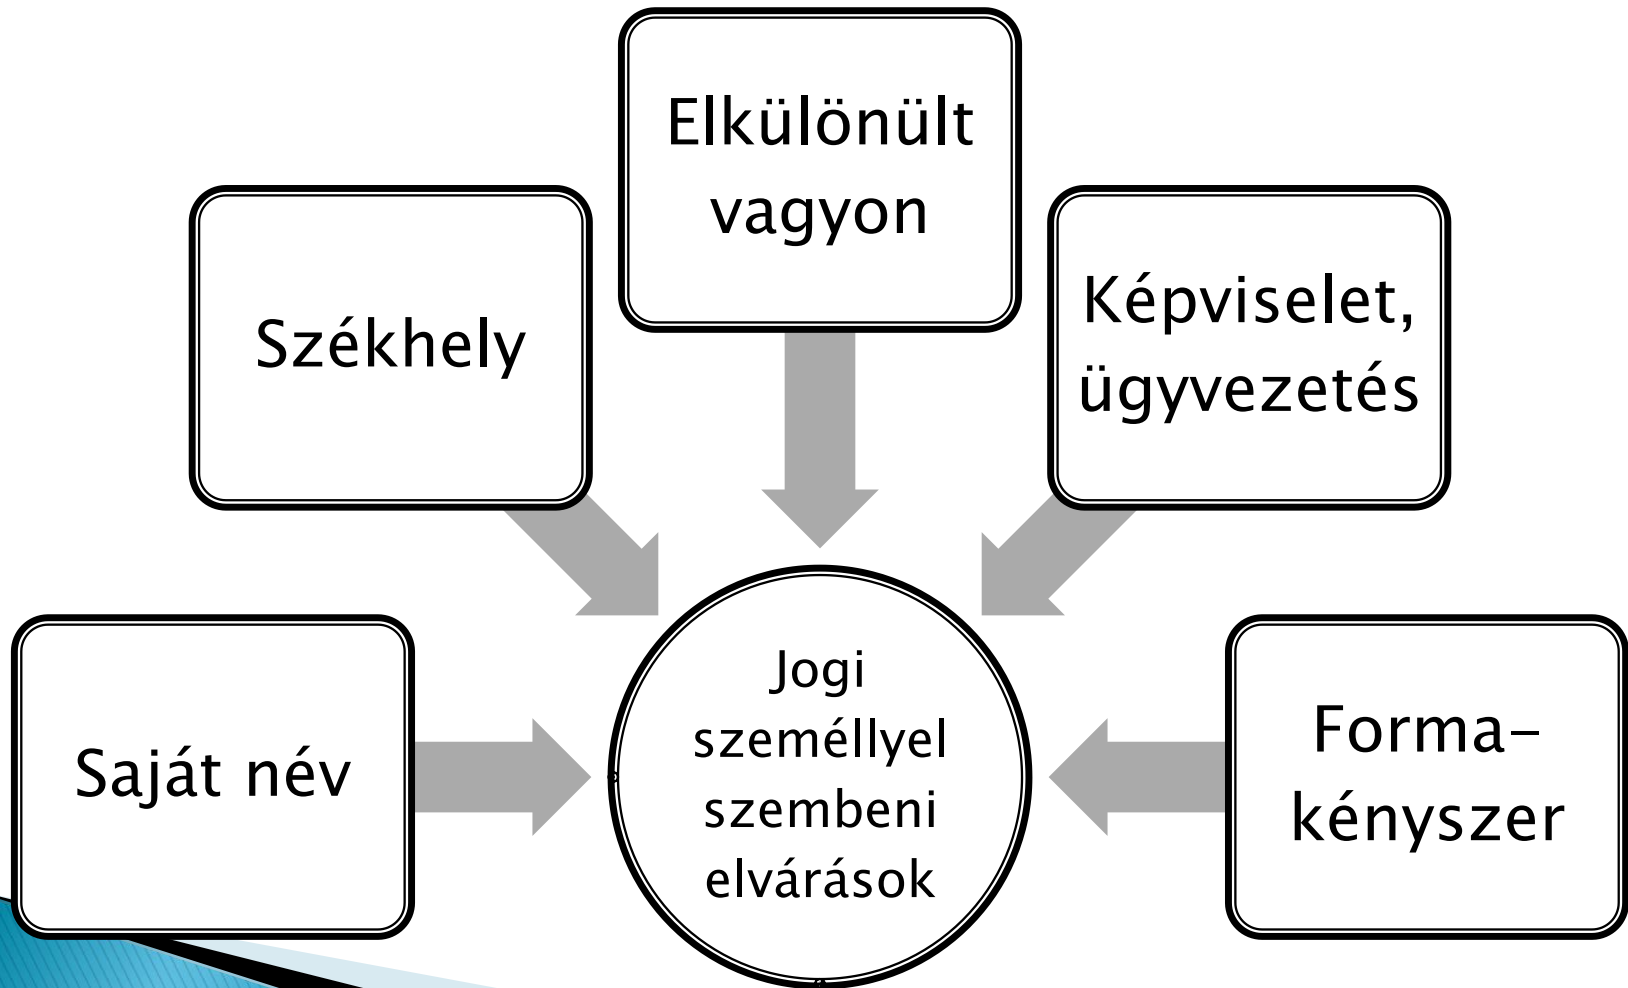 Elkülönült
vagyon
Székhely
Képviselet,
ügyvezetés
Saját név
Jogi
személlyel
szembeni
elvárások
Forma-
kényszer